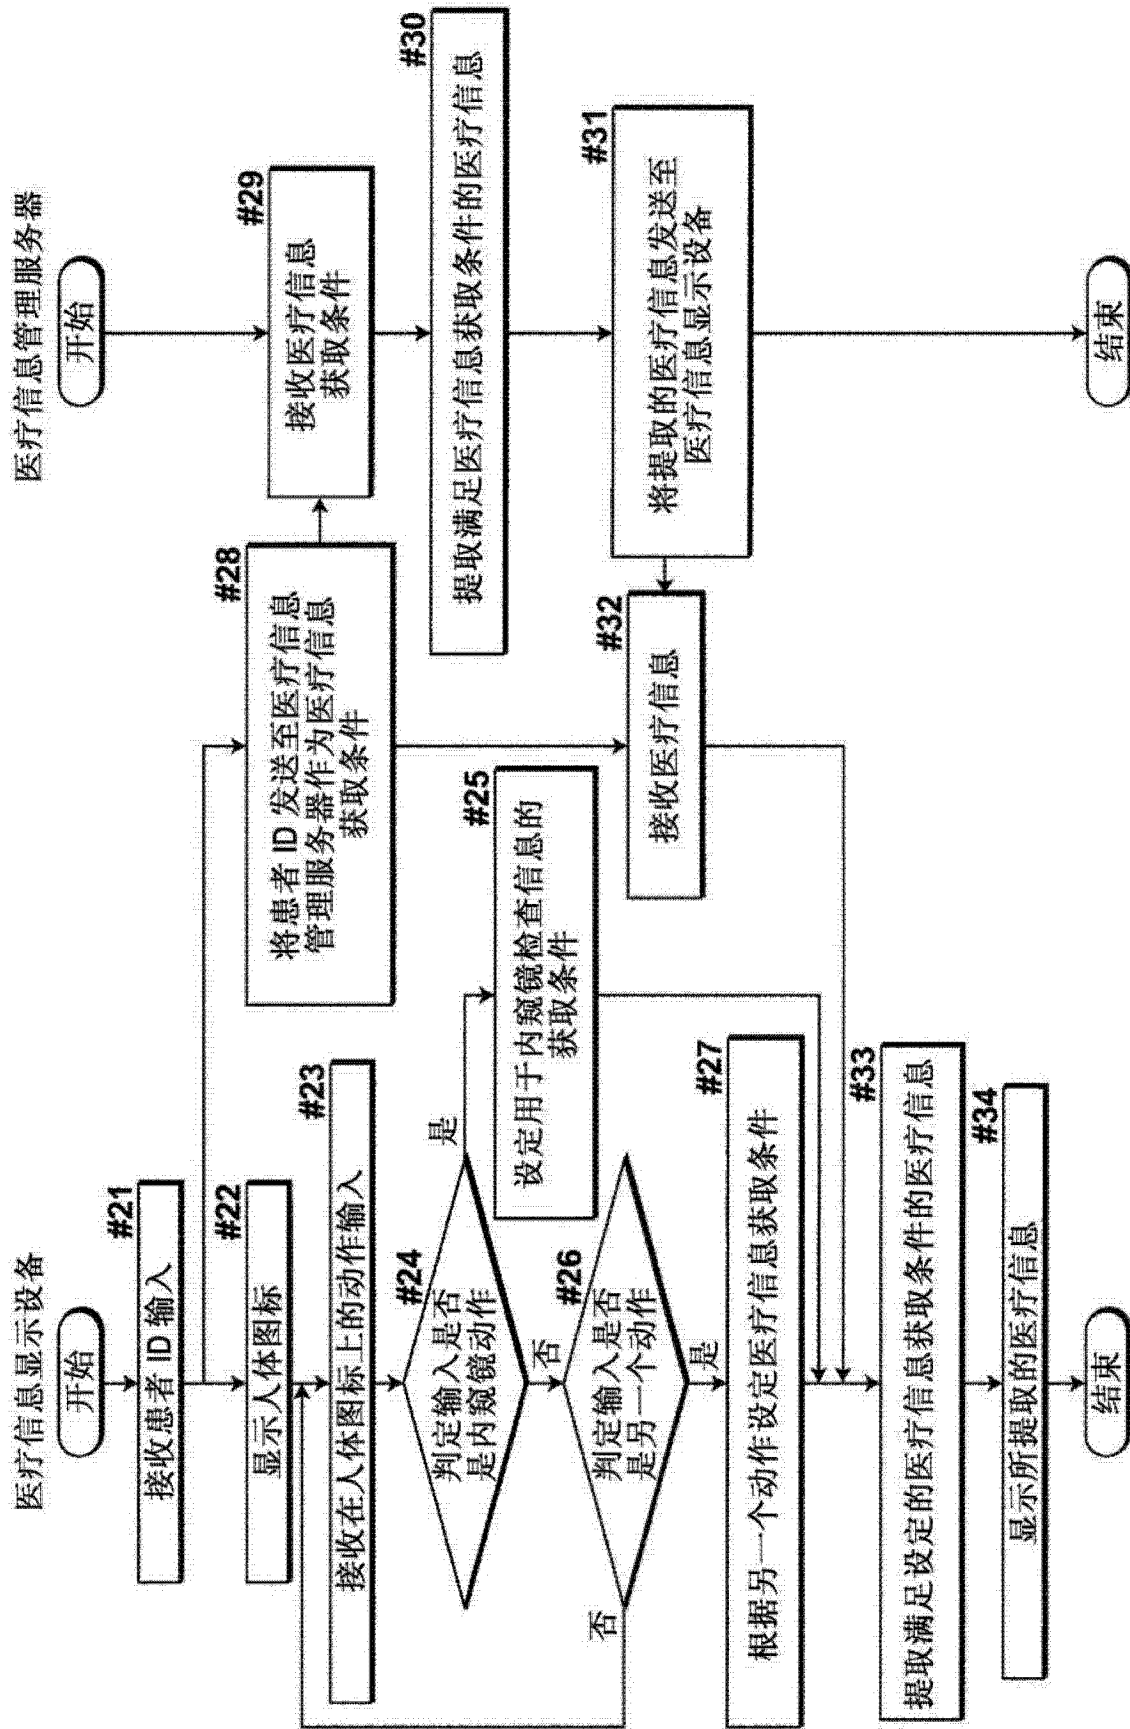 医疗信息显示设备
开始
#21
接收患者 ID 输入
#22
显示人体图标
#23
接收在人体图标上的动作输入
#24
判定输入是否
是内窥镜动作
是
否
#25
设定用于内窥镜检查信息的
获取条件
#26
判定输入是否
是另一个动作
是
否
#27
根据另一个动作设定医疗信息获取条件
#28
将患者 ID 发送至医疗信息
管理服务器作为医疗信息
获取条件
#32
接收医疗信息
#33
提取满足设定的医疗信息获取条件的医疗信息
#34
显示所提取的医疗信息
结束
医疗信息管理服务器
开始
#29
接收医疗信息
获取条件
#30
提取满足医疗信息获取条件的医疗信息
#31
将提取的医疗信息发送至
医疗信息显示设备
结束